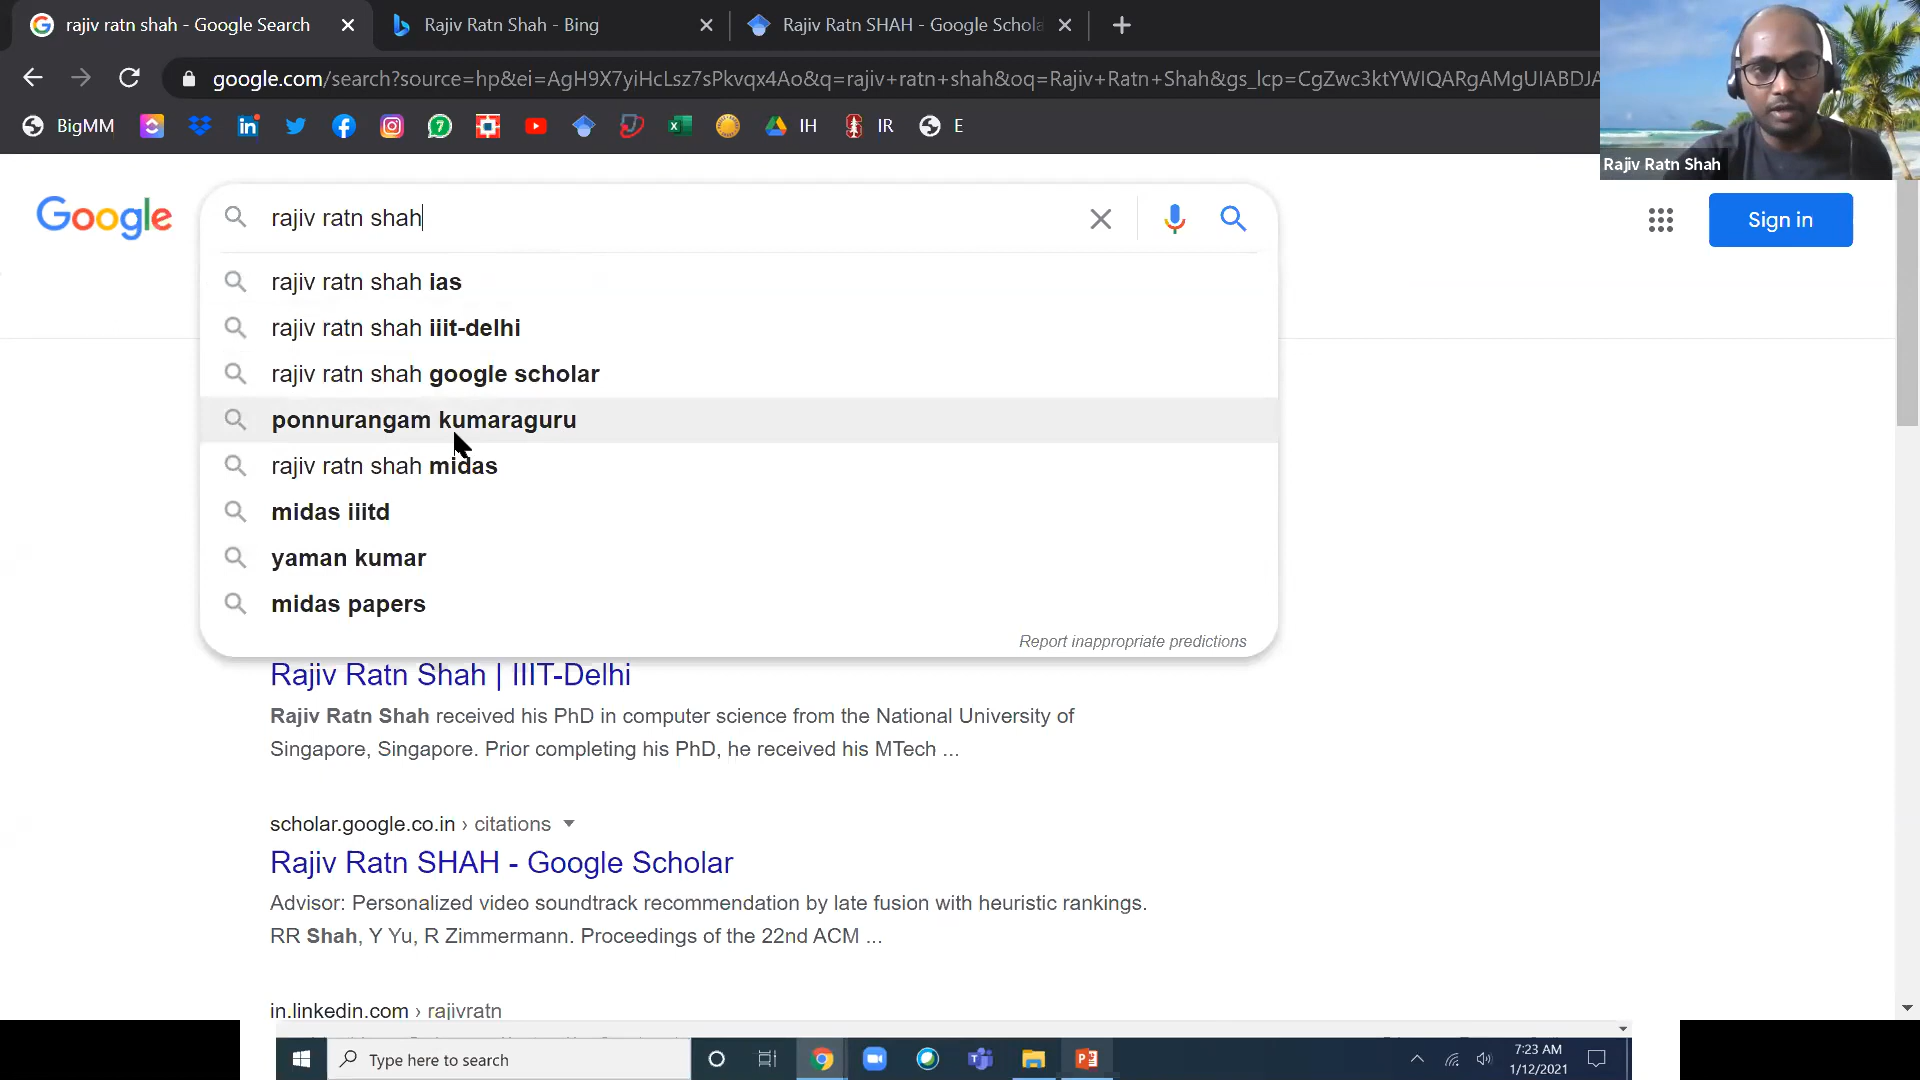 rajiv ratn shah - Google Search
Rajiv Ratn Shah - Bing
Rajiv Ratn SHAH - Google Schola
google.com/search?source=hp&ei=AgH9X7yiHcLsz7sPkvqx4Ao&q=rajiv+ratn+shah&oq=Rajiv+Ratn+Shah&gs_lcp=CgZwc3ktYWIQARgAMgUIABDJA
BigMM
IH
IR
E
Rajiv Ratn Shah
Google
rajiv ratn shah
Sign in
rajiv ratn shah ias
rajiv ratn shah iiit-delhi
rajiv ratn shah google scholar
ponnurangam kumaraguru
rajiv ratn shah midas
midas iiitd
yaman kumar
midas papers
Report inappropriate predictions
Rajiv Ratn Shah | IIIT-Delhi
Rajiv Ratn Shah received his PhD in computer science from the National University of
Singapore, Singapore. Prior completing his PhD, he received his MTech ...
scholar.google.co.in › citations
Rajiv Ratn SHAH - Google Scholar
Advisor: Personalized video soundtrack recommendation by late fusion with heuristic rankings.
RR Shah, Y Yu, R Zimmermann. Proceedings of the 22nd ACM ...
in.linkedin.com › rajivratn
Type here to search
7:23 AM
1/12/2021